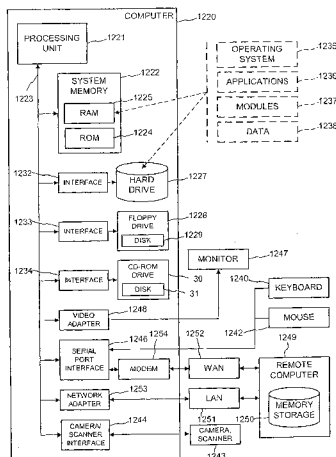 COMPUTER 1220
PROCESSING UNIT 1221
1223
SYSTEM MEMORY 1222
RAM 1225
ROM 1224
OPERATING SYSTEM 1235
APPLICATIONS 1236
MODULES 1237
DATA 1238
1232 INTERFACE
HARD DRIVE 1227
1233 INTERFACE
FLOPPY DRIVE 1228
DISK 1229
1234 INTERFACE
CD-ROM DRIVE 30
DISK 31
MONITOR 1247
1240
KEYBOARD
VIDEO ADAPTER 1248
MOUSE
1242
SERIAL PORT INTERFACE 1246
MODEM 1254
WAN 1252
1249
REMOTE COMPUTER
MEMORY STORAGE
1250
NETWORK ADAPTER 1253
LAN
1251
CAMERA/ SCANNER INTERFACE 1244
CAMERA, SCANNER
1243